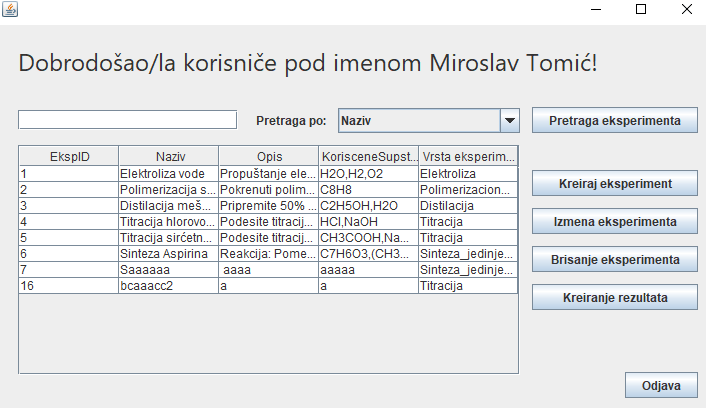 Dobrodošao/la korisniče pod imenom Miroslav Tomić!
Pretraga po: Naziv Pretraga eksperimenta
EkspID Naziv Opis KorisceneSupst... Vrsta eksperim...
1 Elektroliza vode Propuštanje ele... H2O,H2,O2 Elektroliza
2 Polimerizacija s... Pokrenuti polim... C8H8 Polimerizacion...
3 Distilacija meš... Pripremite 50% ... C2H5OH,H2O Distilacija
4 Titracija hlorovo... Podesite titracij... HCl,NaOH Titracija
5 Titracija sirćetn... Podesite titracij... CH3COOH,Na... Titracija
6 Sinteza Aspirina Reakcija: Pome... C7H6O3,(CH3... Sinteza_jedinje...
7 Saaaaaa aaaa aaaaa Sinteza_jedinje...
16 bcaaacc2 a a Titracija
Kreiraj eksperiment
Izmena eksperimenta
Brisanje eksperimenta
Kreiranje rezultata
Odjava